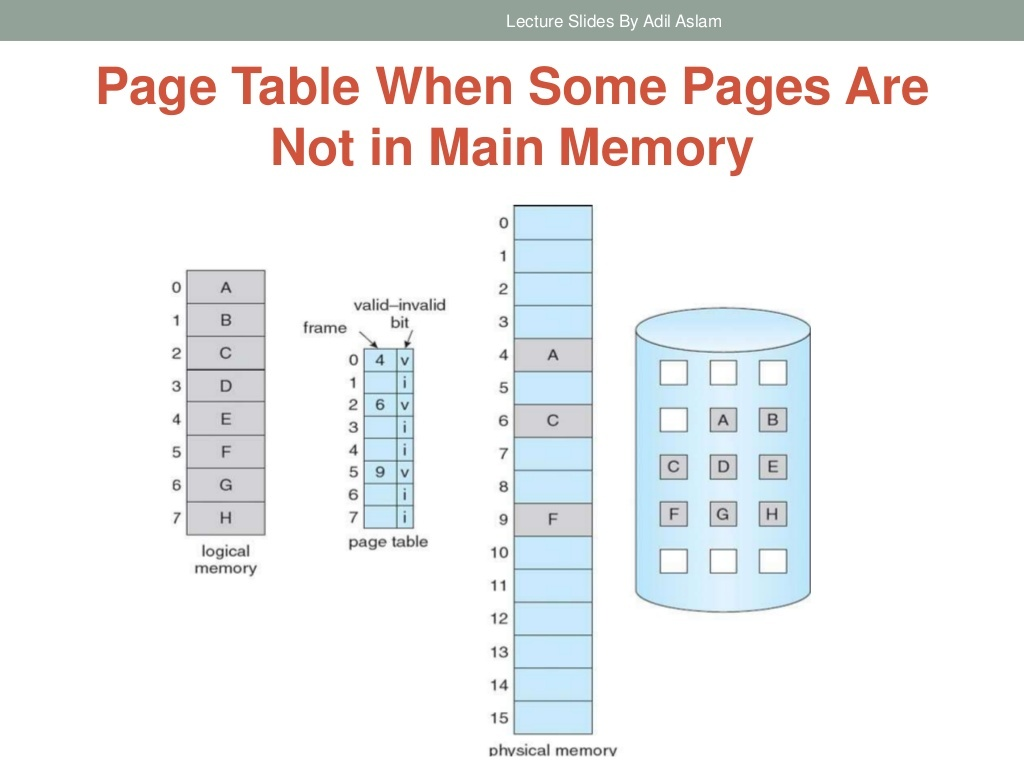 Lecture Slides By Adil Aslam
Page Table When Some Pages Are
Not in Main Memory
0 A
1 B
2 C
3 D
4 E
5 F
6 G
7 H
logical
memory
valid–invalid
bit
frame
0 4 v
1 i
2 6 v
3 i
4 i
5 9 v
6 i
7 i
page table
0
1
2
3
4 A
5
6 C
7
8
9 F
10
11
12
13
14
15
physical memory
A B
C D E
F G H